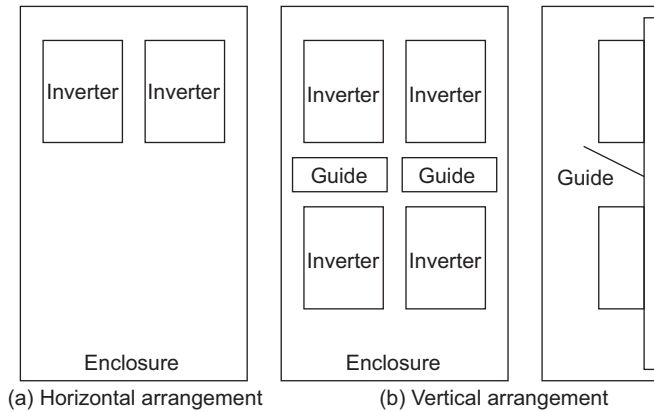 Inverter Inverter
Enclosure
(a) Horizontal arrangement
Inverter Inverter
Guide Guide
Inverter Inverter
Enclosure
Guide
(b) Vertical arrangement